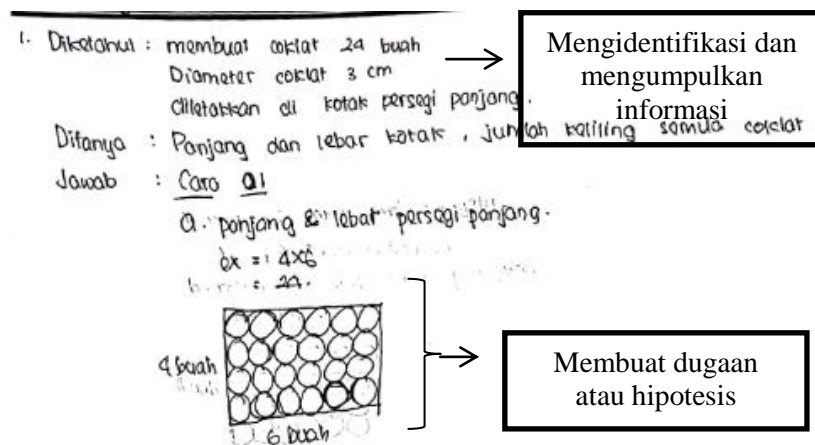 1. Diketahui : membuat coklat 24 buah
Diameter coklat 3 cm
diletakkan di kotak persegi panjang.
Mengidentifikasi dan
mengumpulkan
informasi
Ditanya : Panjang dan lebar kotak, jumlah keliling semua coklat
Jawab : Cara 01
a. panjang & lebar persegi panjang.
= 4x6
= 24.
4 buah
6 buah
Membuat dugaan
atau hipotesis